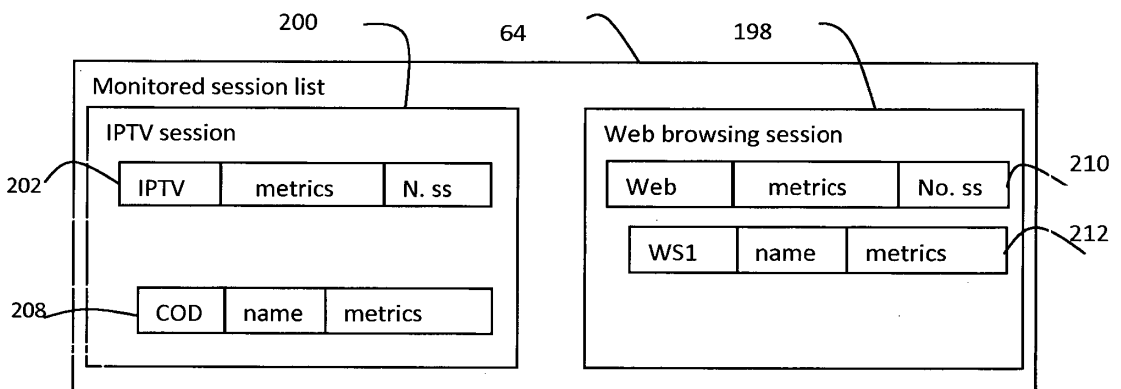 200
64
198
Monitored session list
IPTV session
Web browsing session
202
IPTV metrics N. ss
Web metrics No. ss
210
WS1 name metrics
212
208
COD name metrics